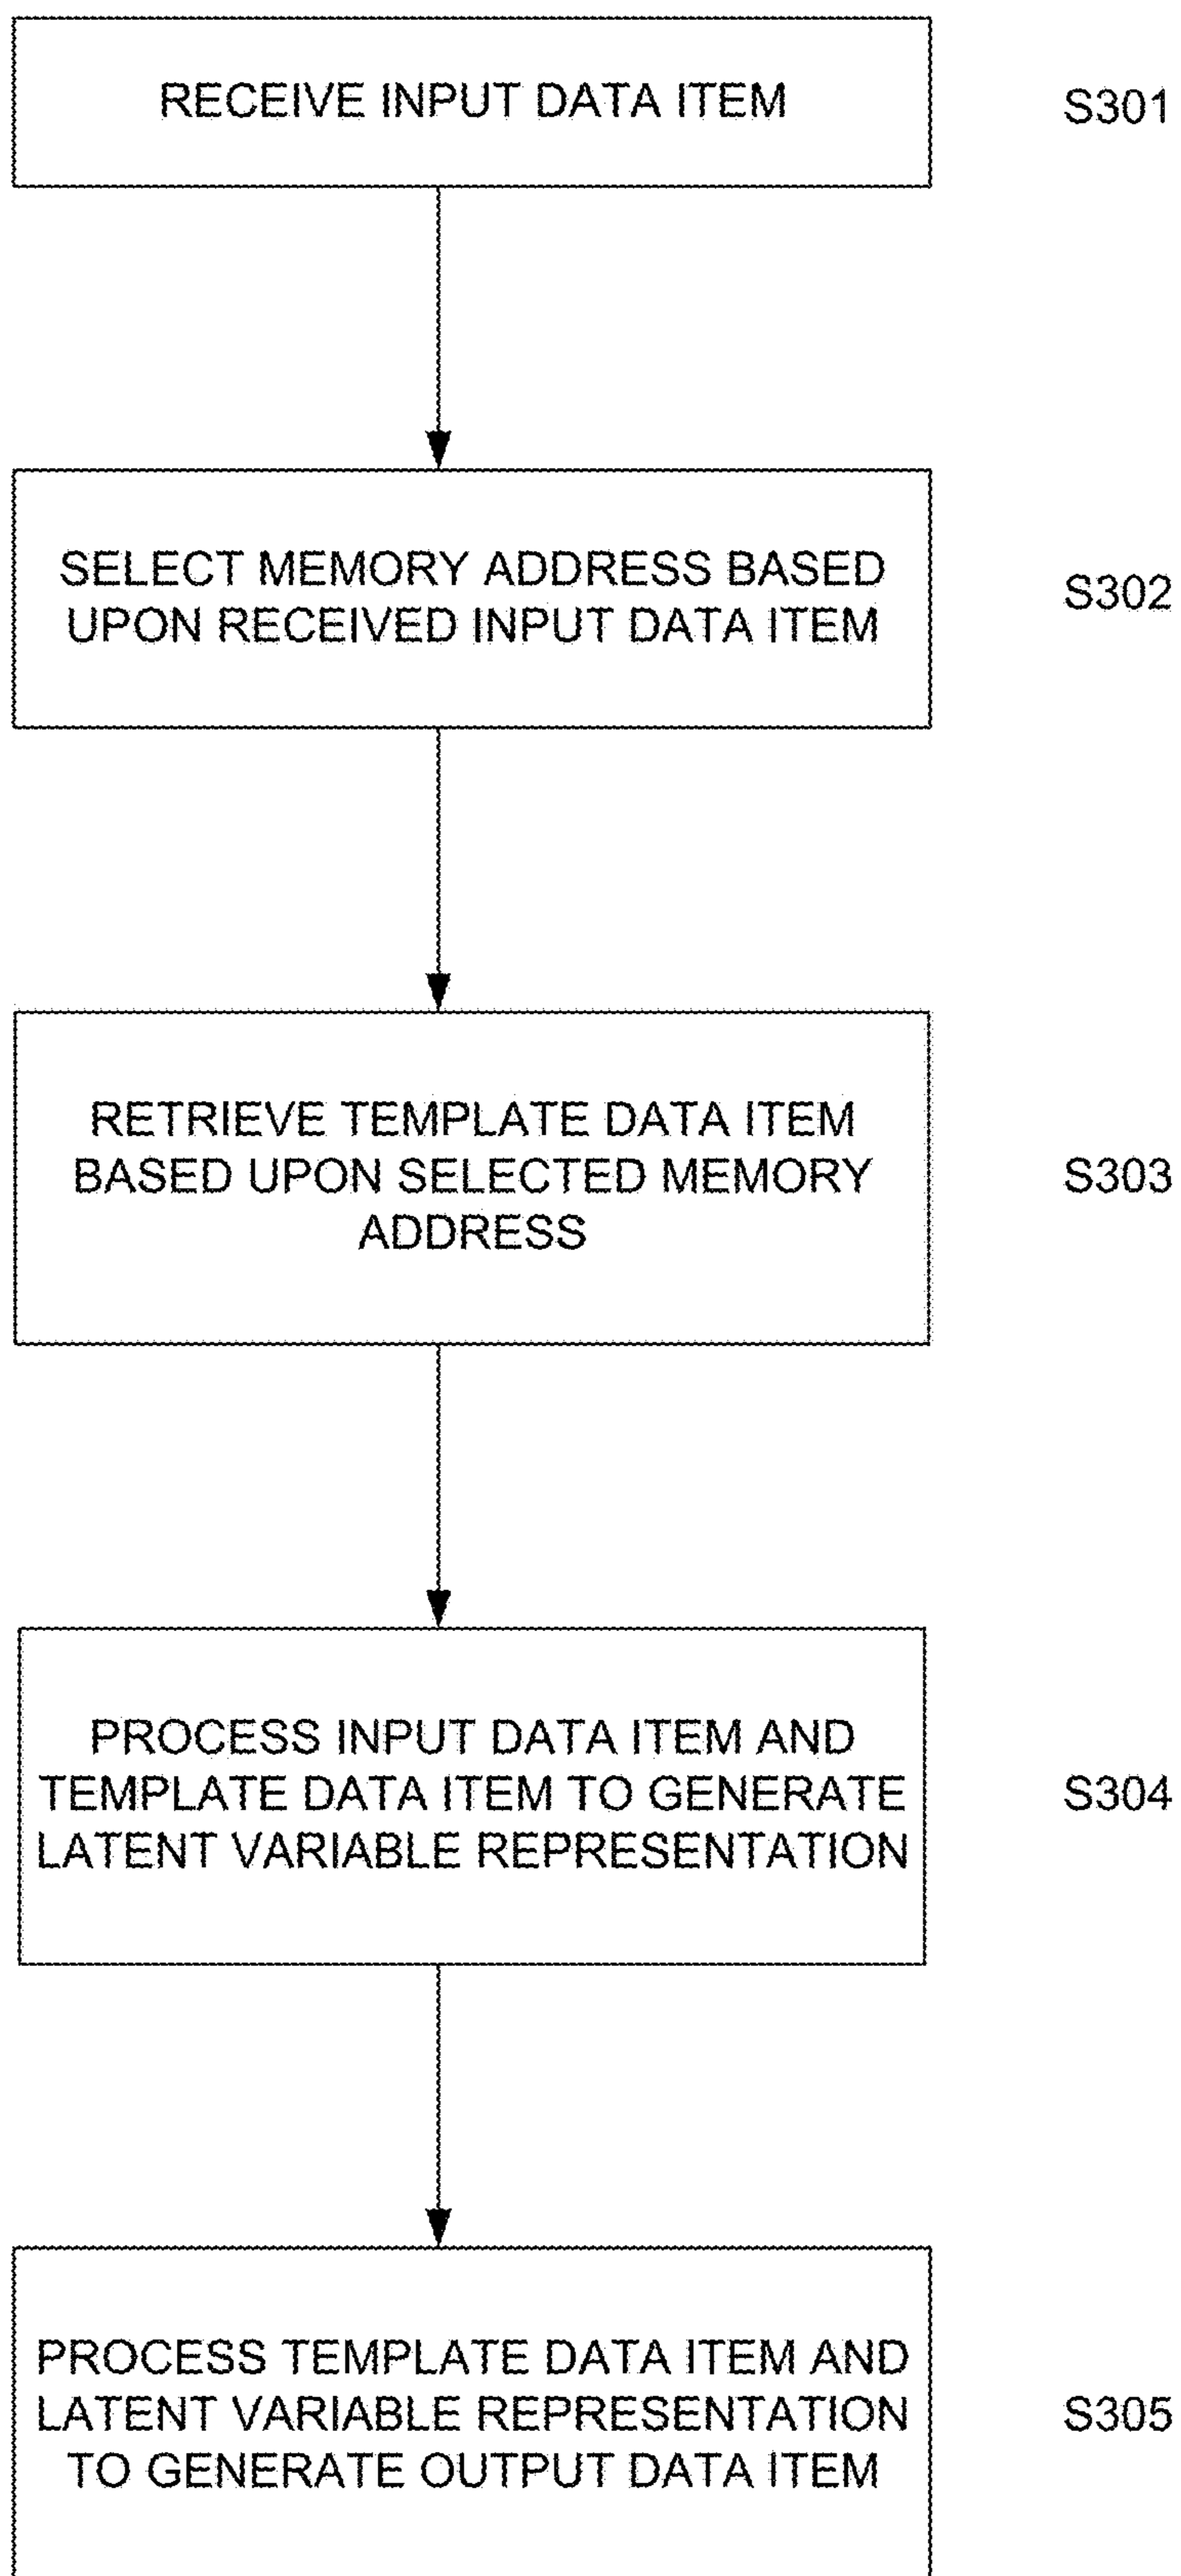 RECEIVE INPUT DATA ITEM
S301
SELECT MEMORY ADDRESS BASED
UPON RECEIVED INPUT DATA ITEM
S302
RETRIEVE TEMPLATE DATA ITEM
BASED UPON SELECTED MEMORY
ADDRESS
S303
PROCESS INPUT DATA ITEM AND
TEMPLATE DATA ITEM TO GENERATE
LATENT VARIABLE REPRESENTATION
S304
PROCESS TEMPLATE DATA ITEM AND
LATENT VARIABLE REPRESENTATION
TO GENERATE OUTPUT DATA ITEM
S305